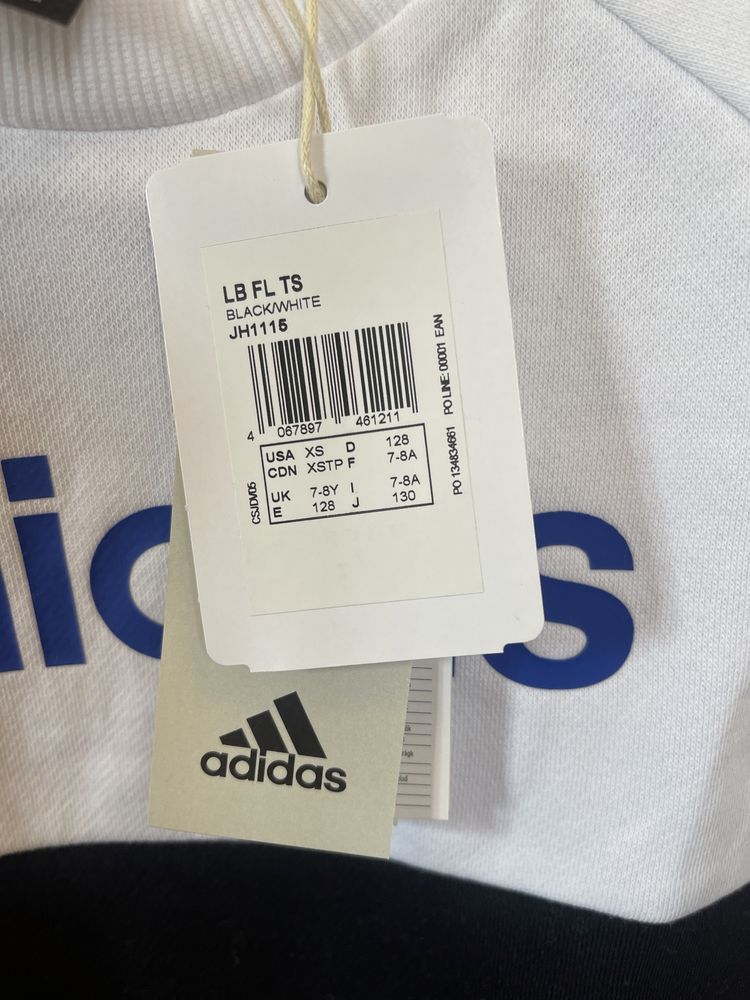 LB FL TS
BLACK/WHITE
JH1115
4 067897 461211
USA XS D 128
CDN XSTP F 7-8A
UK 7-8Y I 7-8A
E 128 J 130
CSJDV05
PO 134834661 PO LINE: 00001 EAN
adidas